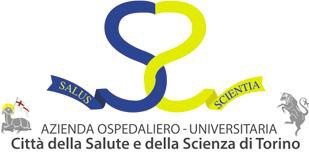 SALUS SCIENTIA
AZIENDA OSPEDALIERO - UNIVERSITARIA
Città della Salute e della Scienza di Torino